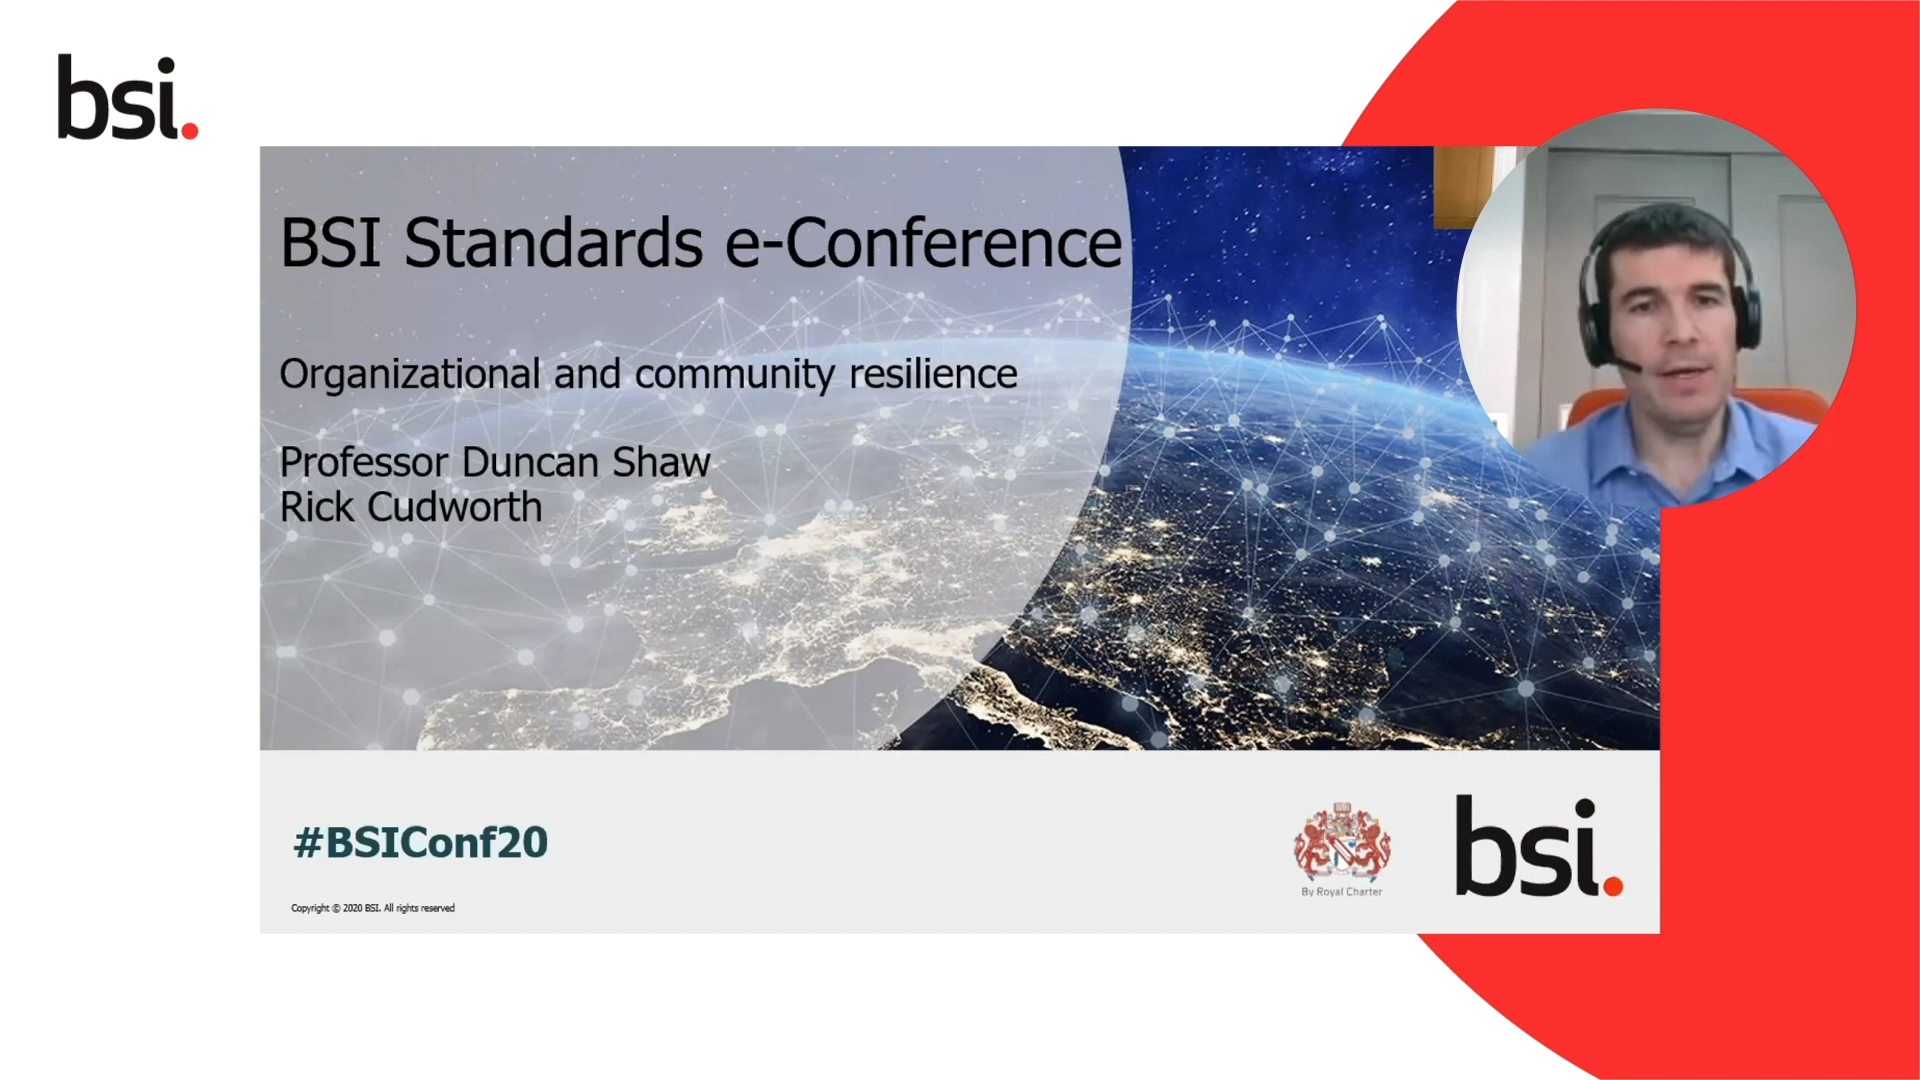 bsi.
BSI Standards e-Conference
Organizational and community resilience
Professor Duncan Shaw
Rick Cudworth
#BSIConf20
Copyright © 2020 BSI. All rights reserved
By Royal Charter
bsi.